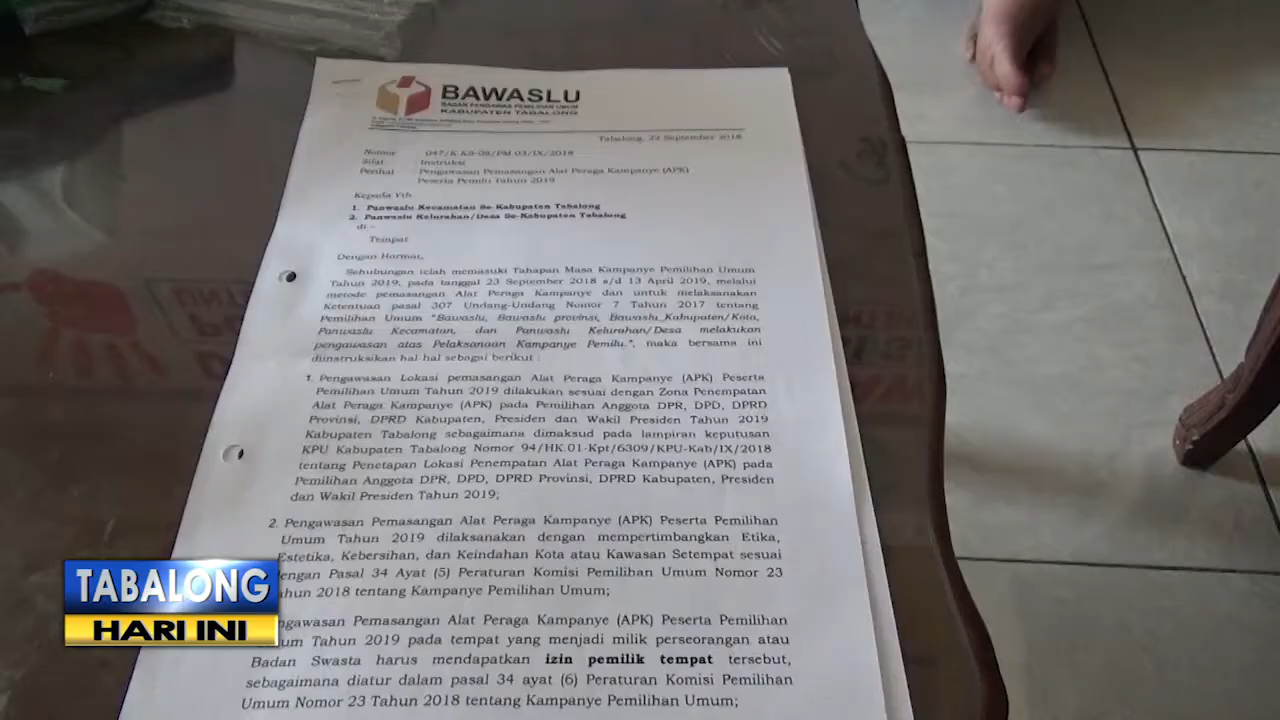 BAWASLU
BADAN PENGAWAS PEMILIHAN UMUM
KABUPATEN TABALONG
Tabalong, 22 September 2018
Nomor : 047/K.KS-08/PM.03/IX/2018
Sifat : Instruksi
Perihal : Pengawasan Pemasangan Alat Peraga Kampanye (APK)
Peserta Pemilu Tahun 2019
Kepada Yth.
1. Panwaslu Kecamatan Se-Kabupaten Tabalong
2. Panwaslu Kelurahan/Desa Se-Kabupaten Tabalong
di -
Tempat
Dengan Hormat,
Sehubungan telah memasuki Tahapan Masa Kampanye Pemilihan Umum
Tahun 2019, pada tanggal 23 September 2018 s/d 13 April 2019, melalui
metode pemasangan Alat Peraga Kampanye dan untuk melaksanakan
Ketentuan pasal 307 Undang-Undang Nomor 7 Tahun 2017 tentang
Pemilihan Umum "Bawaslu, Bawaslu provinsi, Bawaslu Kabupaten/Kota,
Panwaslu Kecamatan, dan Panwaslu Kelurahan/Desa melakukan
pengawasan atas Pelaksanaan Kampanye Pemilu.", maka bersama ini
diinstruksikan hal-hal sebagai berikut :
1. Pengawasan Lokasi pemasangan Alat Peraga Kampanye (APK) Peserta
Pemilihan Umum Tahun 2019 dilakukan sesuai dengan Zona Penempatan
Alat Peraga Kampanye (APK) pada Pemilihan Anggota DPR, DPD, DPRD
Provinsi, DPRD Kabupaten, Presiden dan Wakil Presiden Tahun 2019
Kabupaten Tabalong sebagaimana dimaksud pada lampiran keputusan
KPU Kabupaten Tabalong Nomor 94/HK.01-Kpt/6309/KPU-Kab/IX/2018
tentang Penetapan Lokasi Penempatan Alat Peraga Kampanye (APK) pada
Pemilihan Anggota DPR, DPD, DPRD Provinsi, DPRD Kabupaten, Presiden
dan Wakil Presiden Tahun 2019;
2. Pengawasan Pemasangan Alat Peraga Kampanye (APK) Peserta Pemilihan
Umum Tahun 2019 dilaksanakan dengan mempertimbangkan Etika,
Estetika, Kebersihan, dan Keindahan Kota atau Kawasan Setempat sesuai
dengan Pasal 34 Ayat (5) Peraturan Komisi Pemilihan Umum Nomor 23
Tahun 2018 tentang Kampanye Pemilihan Umum;
Pengawasan Pemasangan Alat Peraga Kampanye (APK) Peserta Pemilihan
Umum Tahun 2019 pada tempat yang menjadi milik perseorangan atau
Badan Swasta harus mendapatkan izin pemilik tempat tersebut,
sebagaimana diatur dalam pasal 34 ayat (6) Peraturan Komisi Pemilihan
Umum Nomor 23 Tahun 2018 tentang Kampanye Pemilihan Umum;
TABALONG
HARI INI